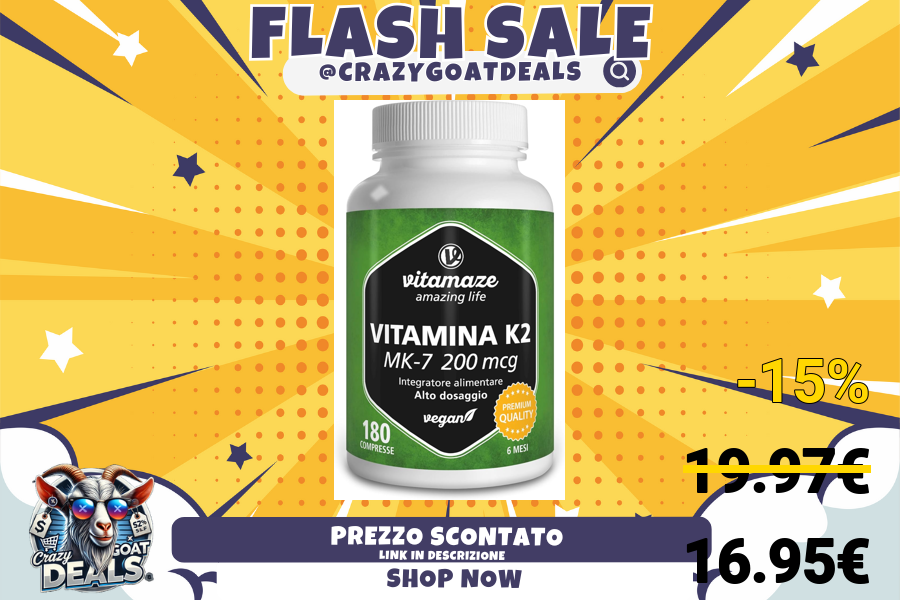 FLASH SALE
@CRAZYGOATDEALS
vitamaze
amazing life
VITAMINA K2
MK-7 200 mcg
Integratore alimentare
Alto dosaggio
vegan
PREMIUM
QUALITY
180
COMPRESSE
6 MESI
-15%
19.97€
16.95€
PREZZO SCONTATO
LINK IN DESCRIZIONE
SHOP NOW
$
52%
Crazy
GOAT
DEALS